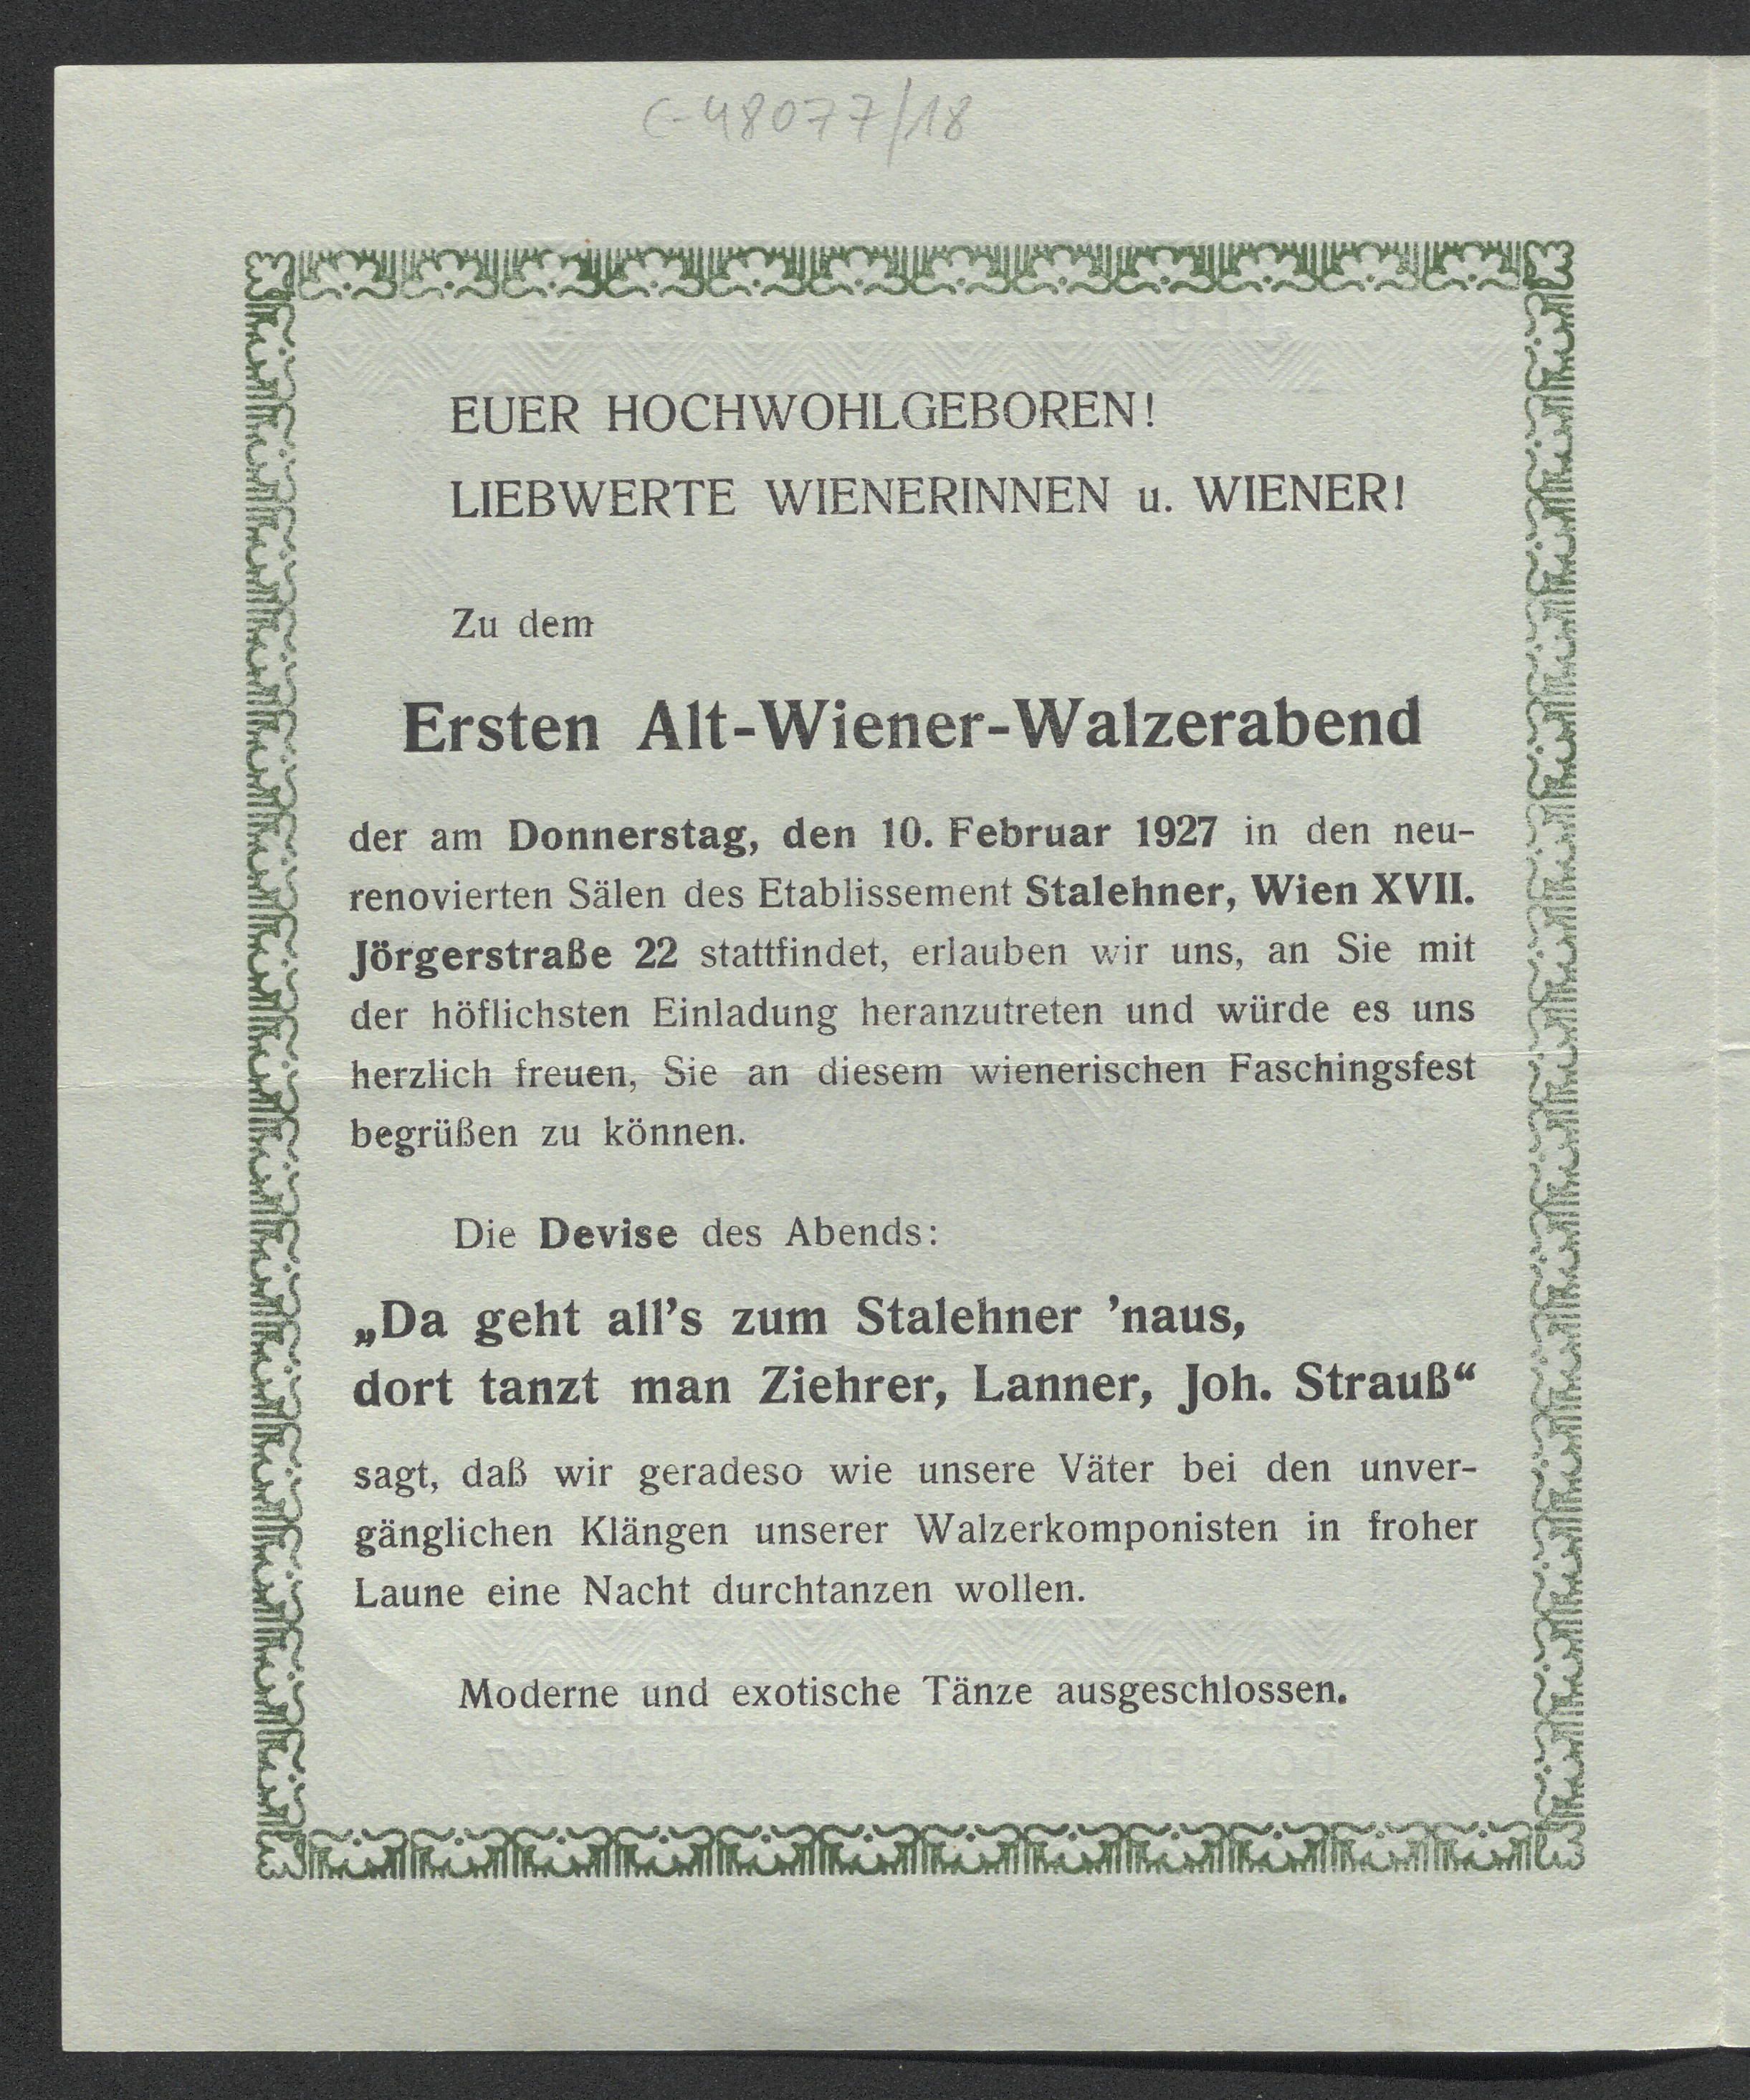 C-48077/18
EUER HOCHWOHLGEBOREN!
LIEBWERTE WIENERINNEN u. WIENER!
Zu dem
Ersten Alt-Wiener-Walzerabend
der am Donnerstag, den 10. Februar 1927 in den neu-
renovierten Sälen des Etablissement Stalehner, Wien XVII.
Jörgerstraße 22 stattfindet, erlauben wir uns, an Sie mit
der höflichsten Einladung heranzutreten und würde es uns
herzlich freuen, Sie an diesem wienerischen Faschingsfest
begrüßen zu können.
Die Devise des Abends:
„Da geht all's zum Stalehner 'naus,
dort tanzt man Ziehrer, Lanner, Joh. Strauß“
sagt, daß wir geradeso wie unsere Väter bei den unver-
gänglichen Klängen unserer Walzerkomponisten in froher
Laune eine Nacht durchtanzen wollen.
Moderne und exotische Tänze ausgeschlossen.